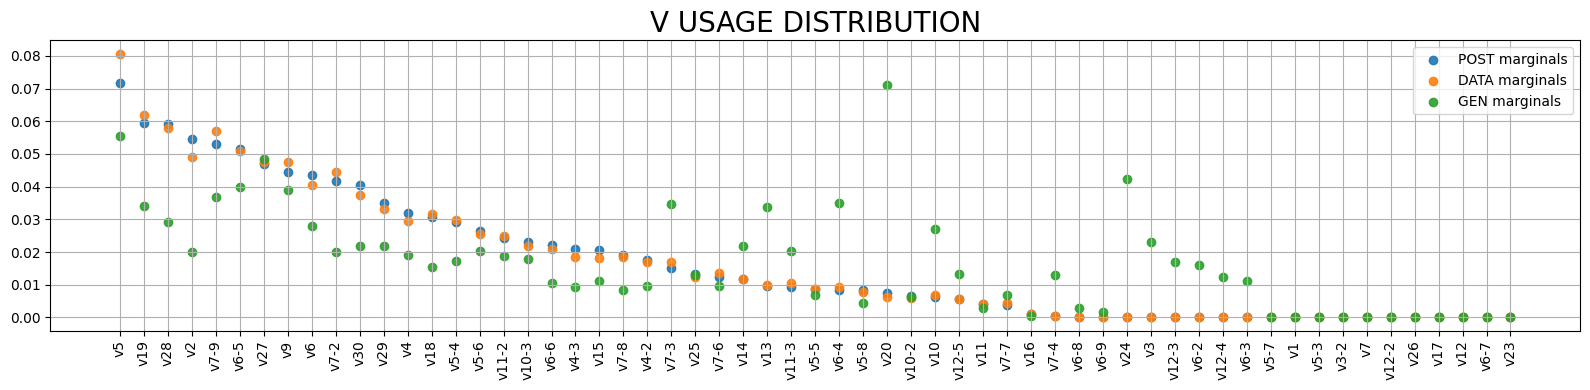 V USAGE DISTRIBUTION
POST marginals
DATA marginals
GEN marginals
0.08
0.07
0.06
0.05
0.04
0.03
0.02
0.01
0.00
v5
v19
v28
v2
v7-9
v6-5
v27
v9
v6
v7-2
v30
v29
v4
v18
v5-4
v5-6
v11-2
v10-3
v6-6
v4-3
v15
v7-8
v4-2
v7-3
v25
v7-6
v14
v13
v11-3
v5-5
v6-4
v5-8
v20
v10-2
v10
v12-5
v11
v7-7
v16
v7-4
v6-8
v6-9
v24
v3
v12-3
v6-2
v12-4
v6-3
v5-7
v1
v5-3
v3-2
v7
v12-2
v26
v17
v12
v6-7
v23